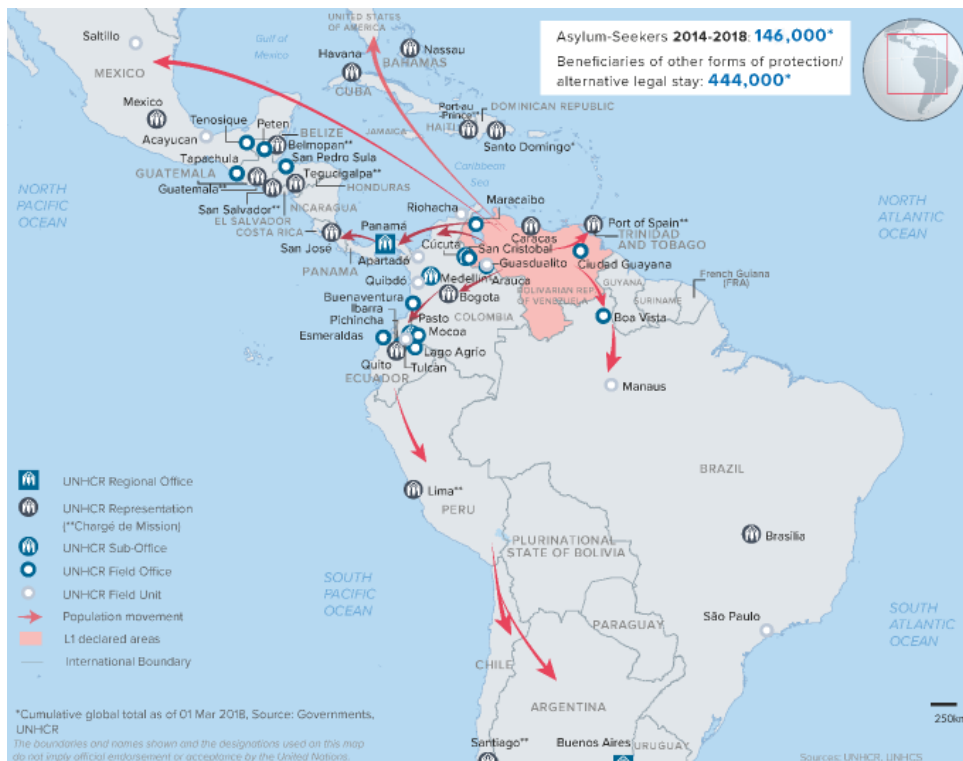 UNITED STATES
OF AMERICA
Asylum-Seekers 2014-2018: 146,000*
Beneficiaries of other forms of protection/
alternative legal stay: 444,000*
Saltillo
Gulf of
Mexico
Nassau
BAHAMAS
MEXICO
Havana
CUBA
Mexico
Tenosique
Peten
Port-au
Prince**
DOMINICAN REPUBLIC
Acayucan
BELIZE
Belmopan**
JAMAICA
HAITI
Santo Domingo*
Tapachula
San Pedro Sula
GUATEMALA
Tegucigalpa**
Caribbean
Sea
Guatemala**
HONDURAS
NORTH
PACIFIC
OCEAN
NORTH
ATLANTIC
OCEAN
San Salvador**
NICARAGUA
Riohacha
Maracaibo
EL SALVADOR
COSTA RICA
Panamá
Caracas
Port of Spain**
TRINIDAD
AND TOBAGO
San José
Cúcuta
San Cristobal
Apartadó
Guasdualito
Ciudad Guayana
PANAMA
Quibdó
Medellin
Arauca
French Guiana
(FRA)
BOLIVARIAN REP
OF VENEZUELA
GUYANA
SURINAME
Buenaventura
Bogota
Ibarra
Pichincha
Pasto
COLOMBIA
Boa Vista
Esmeraldas
Mocoa
Quito
Lago Agrio
Tulcán
ECUADOR
Manaus
BRAZIL
Lima**
PERU
Brasília
PLURINATIONAL
STATE OF BOLIVIA
SOUTH
PACIFIC
OCEAN
São Paulo
SOUTH
ATLANTIC
OCEAN
PARAGUAY
CHILE
ARGENTINA
Santiago**
Buenos Aires
URUGUAY
UNHCR Regional Office
UNHCR Representation
(**Chargé de Mission)
UNHCR Sub-Office
UNHCR Field Office
UNHCR Field Unit
Population movement
L1 declared areas
International Boundary
250km
*Cumulative global total as of 01 Mar 2018, Source: Governments,
UNHCR
The boundaries and names shown and the designations used on this map
do not imply official endorsement or acceptance by the United Nations.
Sources: UNHCR, UNHCS